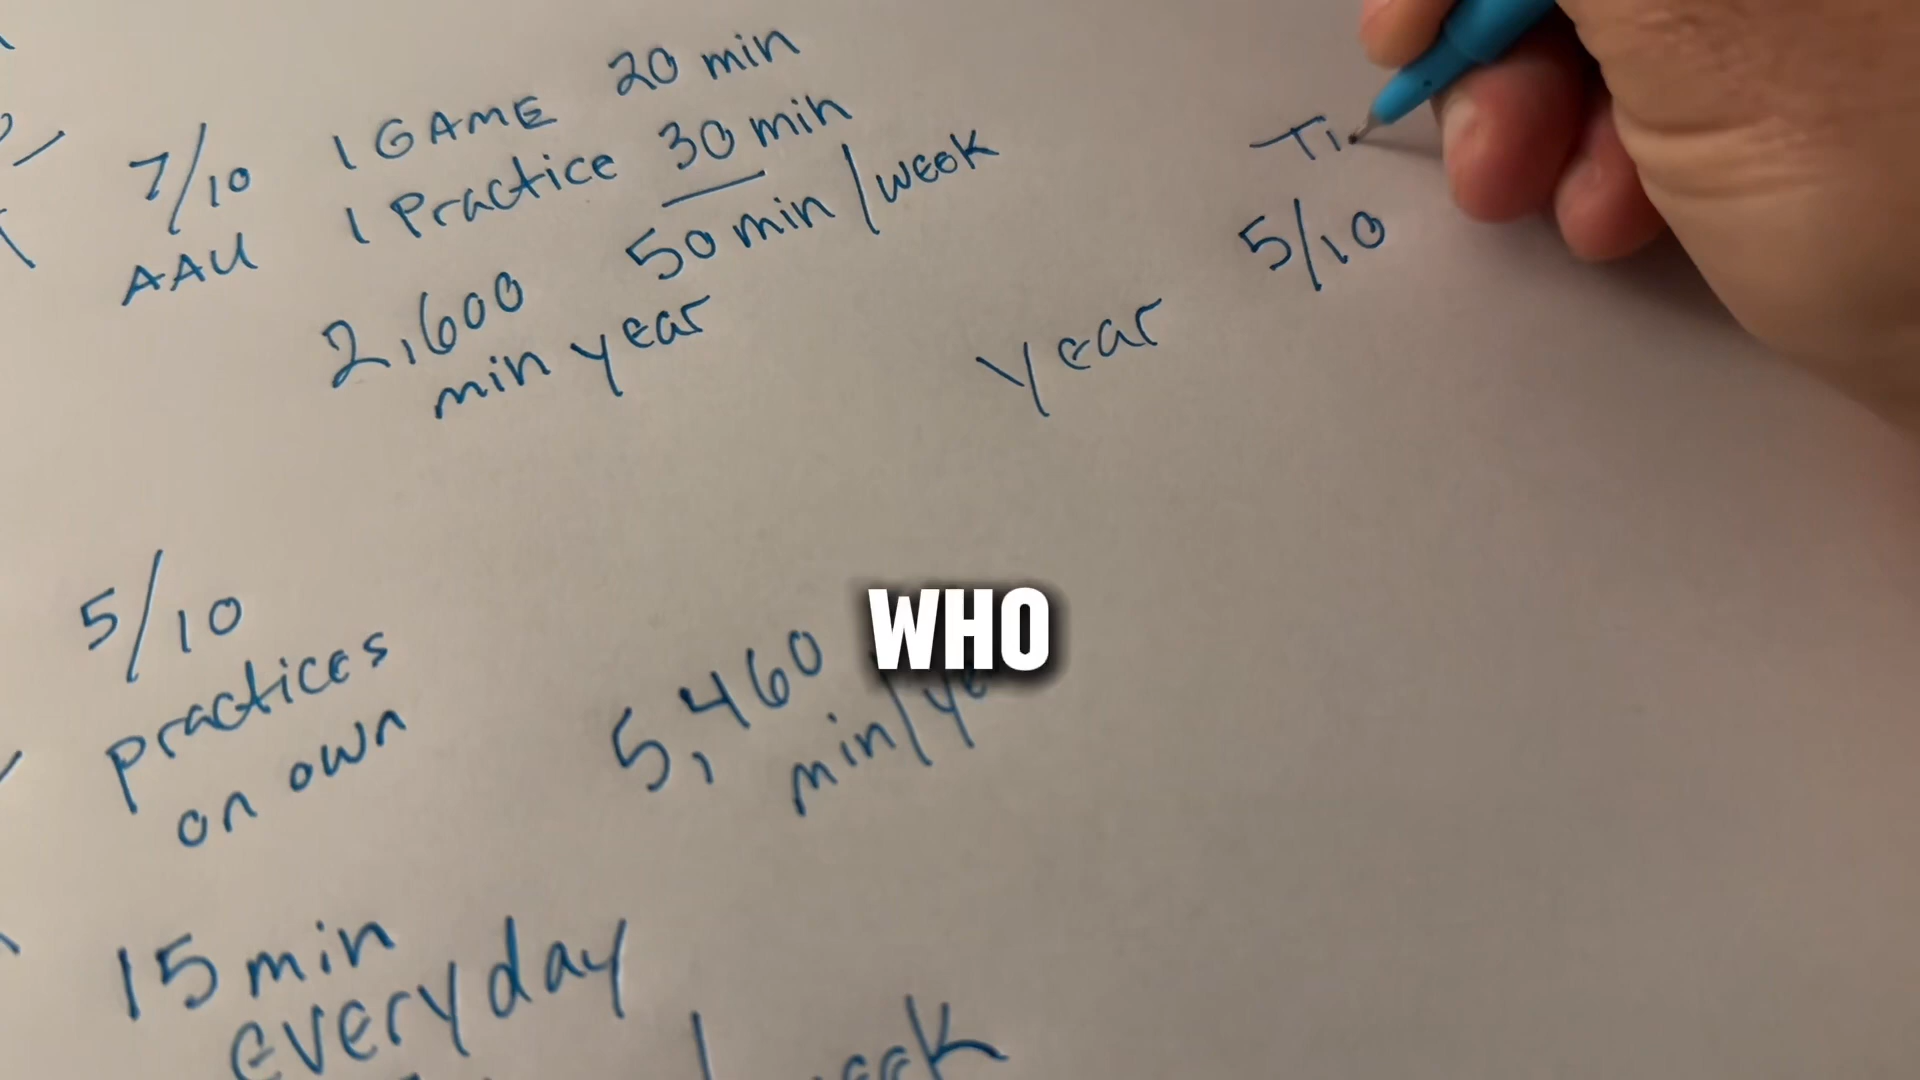 7/10 1 GAME 20 min
AAU 1 Practice 30 min
50 min/week
2,600
min year
Ti
5/10
year
5/10
practices
on own
5,460
min/ye
WHO
15 min
everyday